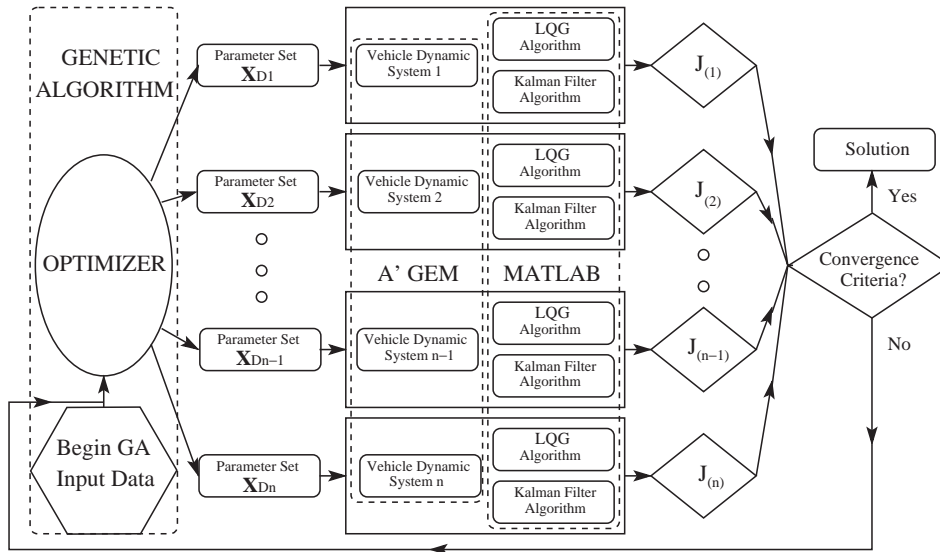 GENETIC
ALGORITHM
OPTIMIZER
Begin GA
Input Data
Parameter Set
XD1
Vehicle Dynamic
System 1
LQG
Algorithm
Kalman Filter
Algorithm
J(1)
Parameter Set
XD2
Vehicle Dynamic
System 2
LQG
Algorithm
Kalman Filter
Algorithm
J(2)
A' GEM
MATLAB
Parameter Set
XDn−1
Vehicle Dynamic
System n−1
LQG
Algorithm
Kalman Filter
Algorithm
J(n−1)
Parameter Set
XDn
Vehicle Dynamic
System n
LQG
Algorithm
Kalman Filter
Algorithm
J(n)
Solution
Yes
Convergence
Criteria?
No